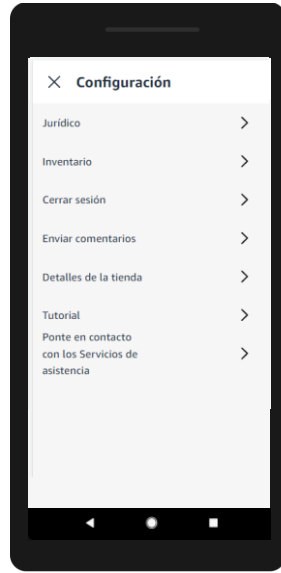 Configuración
Jurídico
Inventario
Cerrar sesión
Enviar comentarios
Detalles de la tienda
Tutorial
Ponte en contacto
con los Servicios de
asistencia